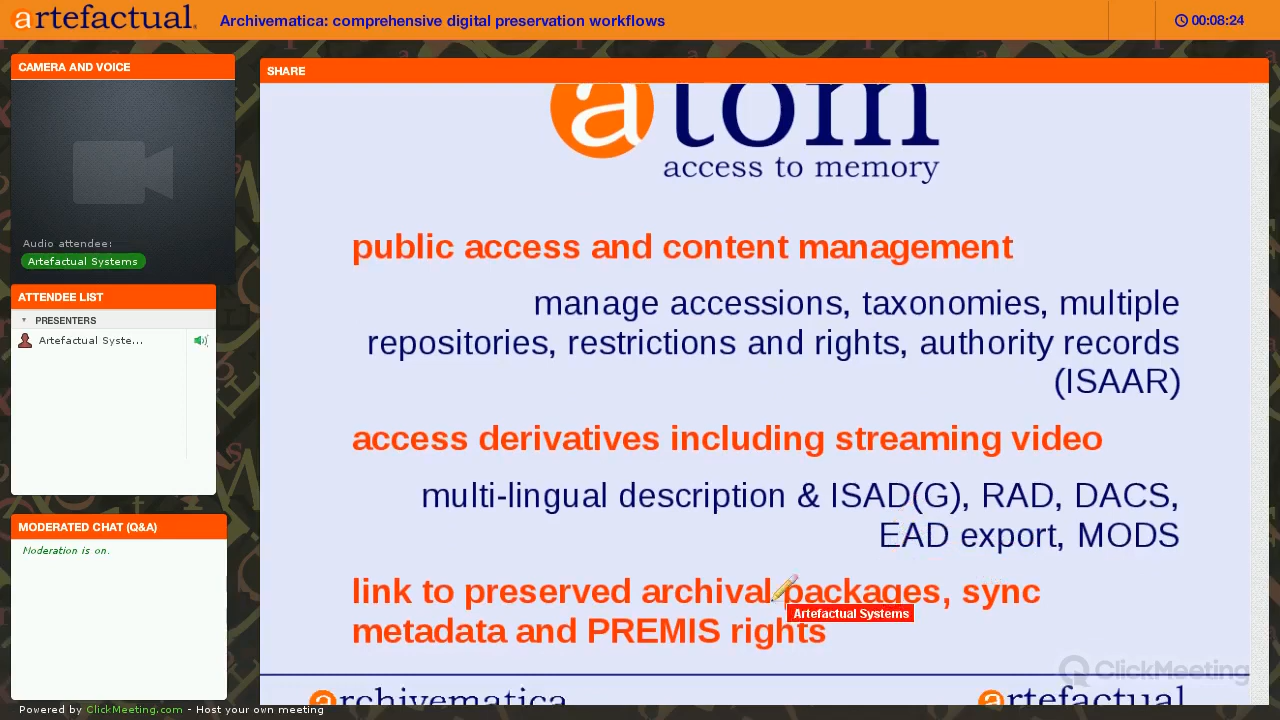 artefactual
Archivematica: comprehensive digital preservation workflows
00:08:24
CAMERA AND VOICE
Audio attendee:
Artefactual Systems
ATTENDEE LIST
PRESENTERS
Artefactual Syste...
MODERATED CHAT (Q&A)
Moderation is on.
SHARE
atom
access to memory
public access and content management
manage accessions, taxonomies, multiple
repositories, restrictions and rights, authority records
(ISAAR)
access derivatives including streaming video
multi-lingual description & ISAD(G), RAD, DACS,
EAD export, MODS
link to preserved archival packages, sync
Artefactual Systems
metadata and PREMIS rights
ClickMeeting
archivematica
artefactual
Powered by ClickMeeting.com - Host your own meeting